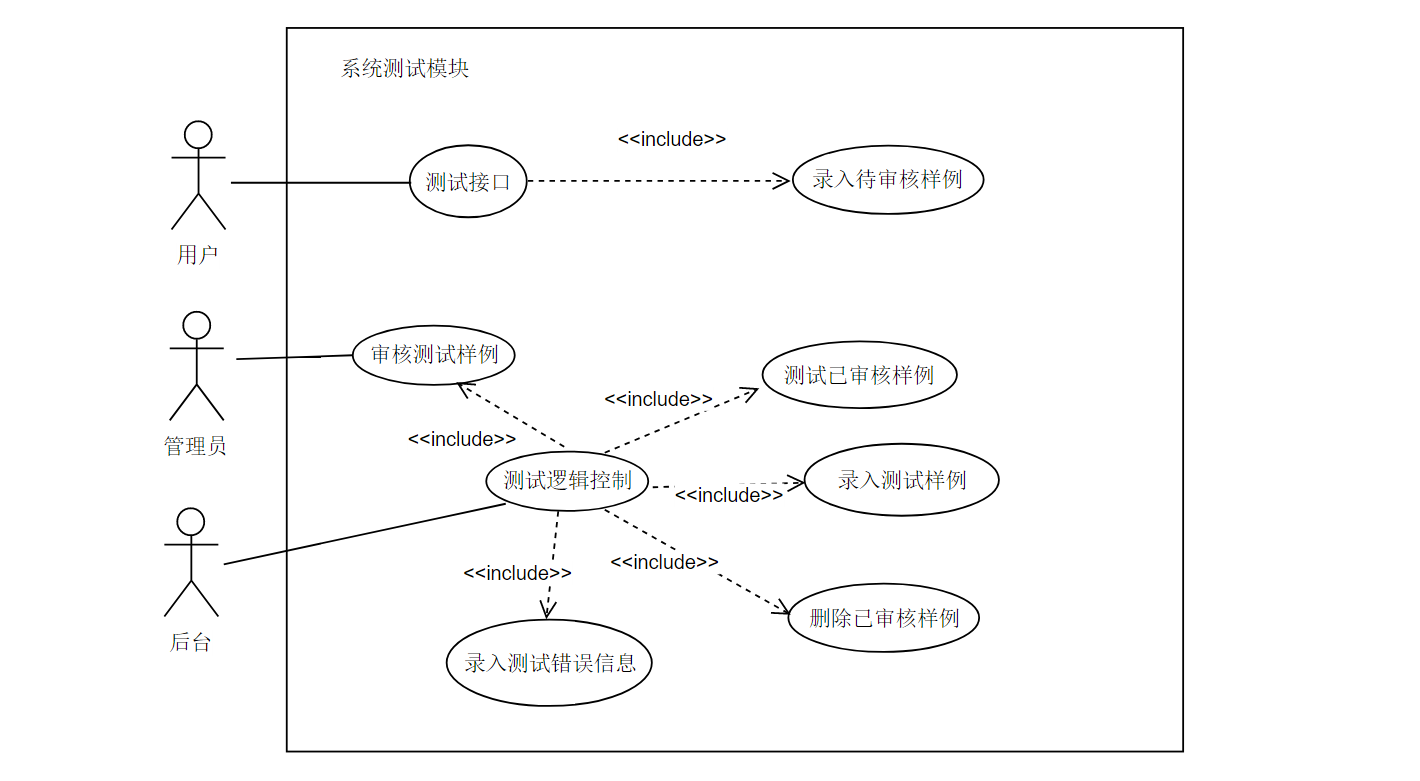 系统测试模块
<<include>>
测试接口
录入待审核样例
用户
审核测试样例
测试已审核样例
<<include>>
<<include>>
管理员
测试逻辑控制
录入测试样例
<<include>>
<<include>>
<<include>>
删除已审核样例
后台
录入测试错误信息